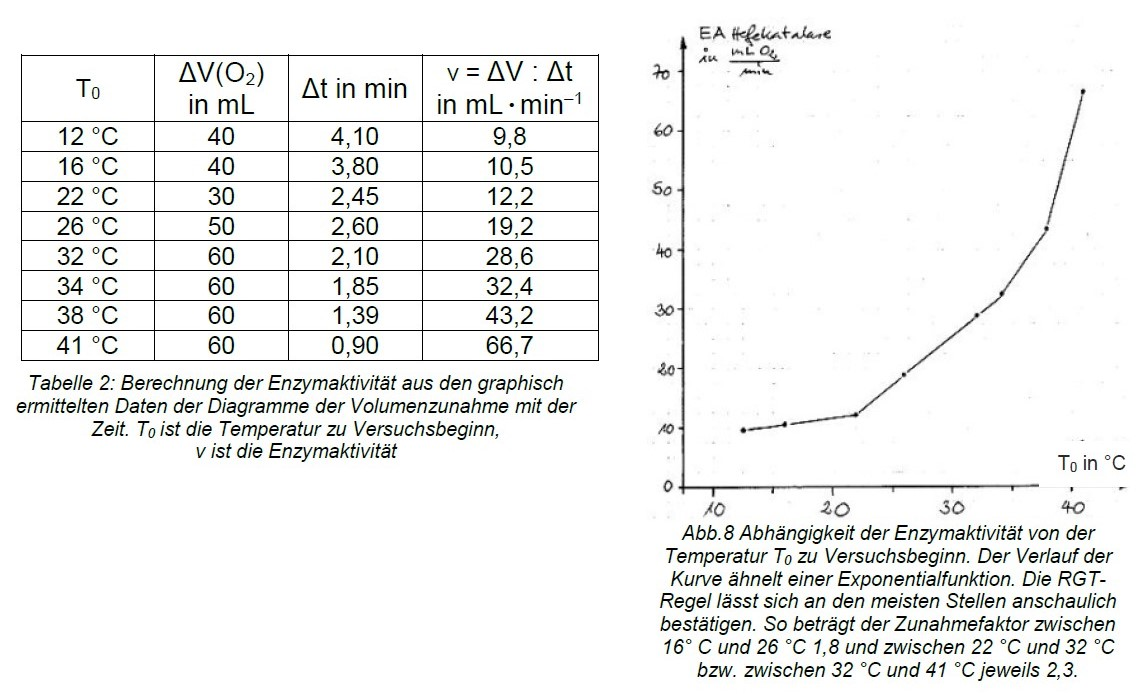 T₀ ΔV(O₂) in mL Δt in min v = ΔV : Δt in mL · min⁻¹
12 °C 40 4,10 9,8
16 °C 40 3,80 10,5
22 °C 30 2,45 12,2
26 °C 50 2,60 19,2
32 °C 60 2,10 28,6
34 °C 60 1,85 32,4
38 °C 60 1,39 43,2
41 °C 60 0,90 66,7
Tabelle 2: Berechnung der Enzymaktivität aus den graphisch
ermittelten Daten der Diagramme der Volumenzunahme mit der
Zeit. T₀ ist die Temperatur zu Versuchsbeginn,
v ist die Enzymaktivität
EA Hefekatalase
in mL O₂ / min
70
60
50
40
30
20
10
0
T₀ in °C
10 20 30 40
Abb.8 Abhängigkeit der Enzymaktivität von der
Temperatur T₀ zu Versuchsbeginn. Der Verlauf der
Kurve ähnelt einer Exponentialfunktion. Die RGT-
Regel lässt sich an den meisten Stellen anschaulich
bestätigen. So beträgt der Zunahmefaktor zwischen
16° C und 26 °C 1,8 und zwischen 22 °C und 32 °C
bzw. zwischen 32 °C und 41 °C jeweils 2,3.